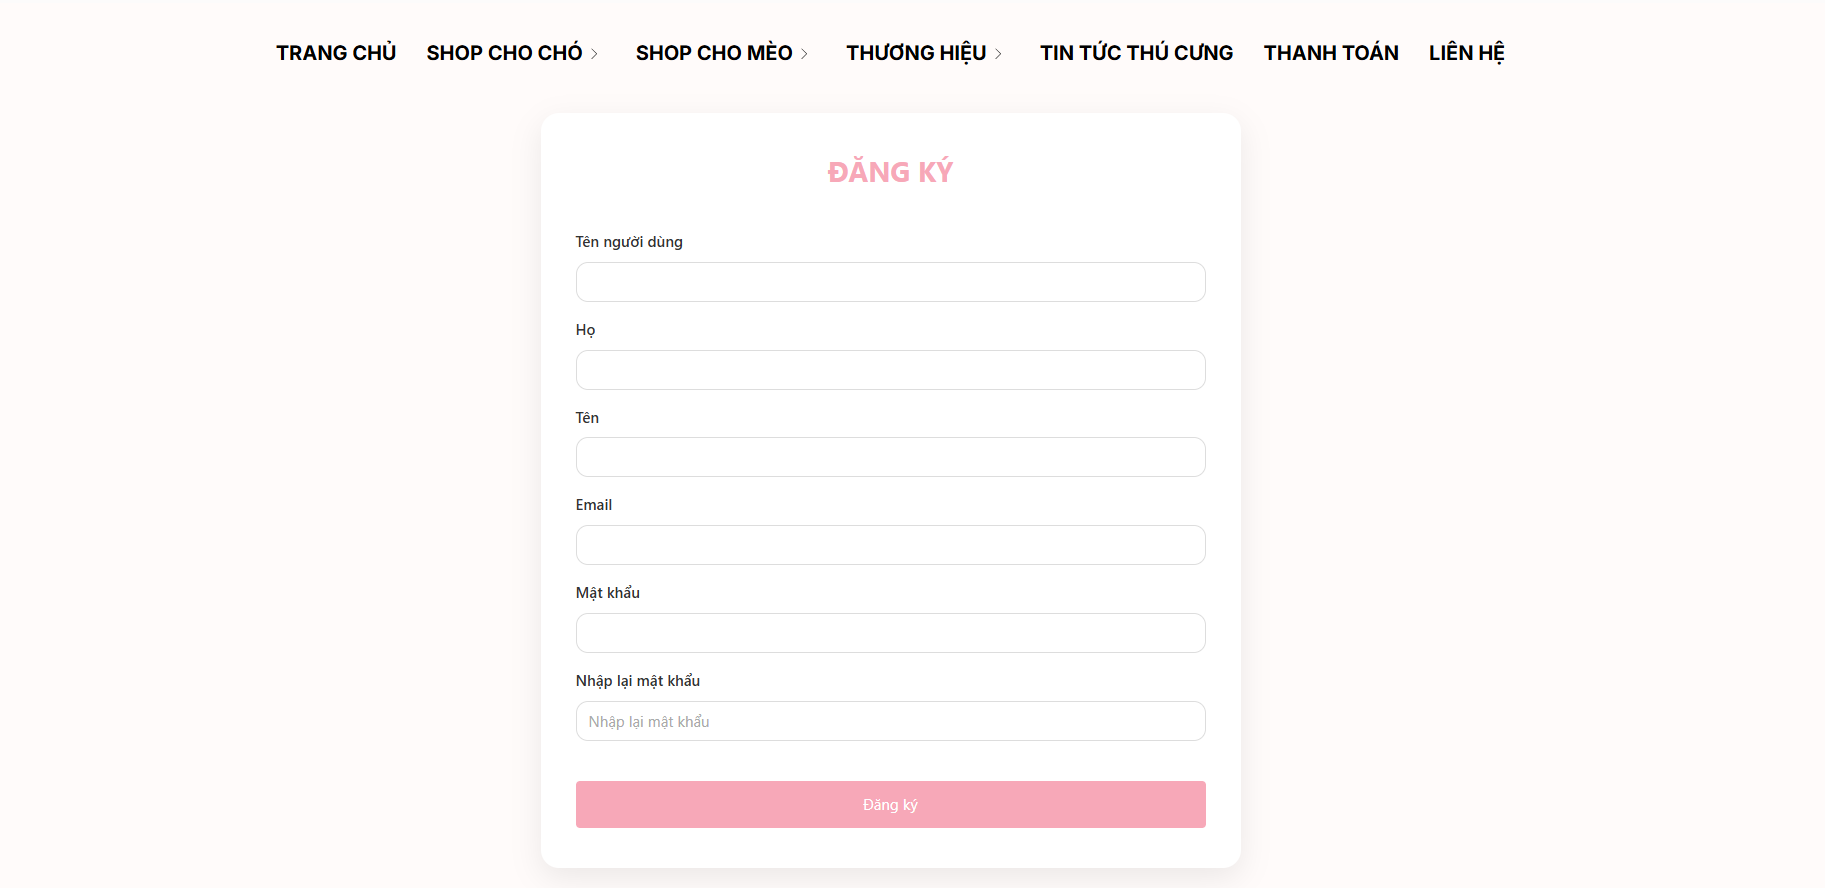 TRANG CHỦ SHOP CHO CHÓ SHOP CHO MÈO THƯƠNG HIỆU TIN TỨC THÚ CƯNG THANH TOÁN LIÊN HỆ
ĐĂNG KÝ
Tên người dùng
Họ
Tên
Email
Mật khẩu
Nhập lại mật khẩu
Nhập lại mật khẩu
Đăng ký